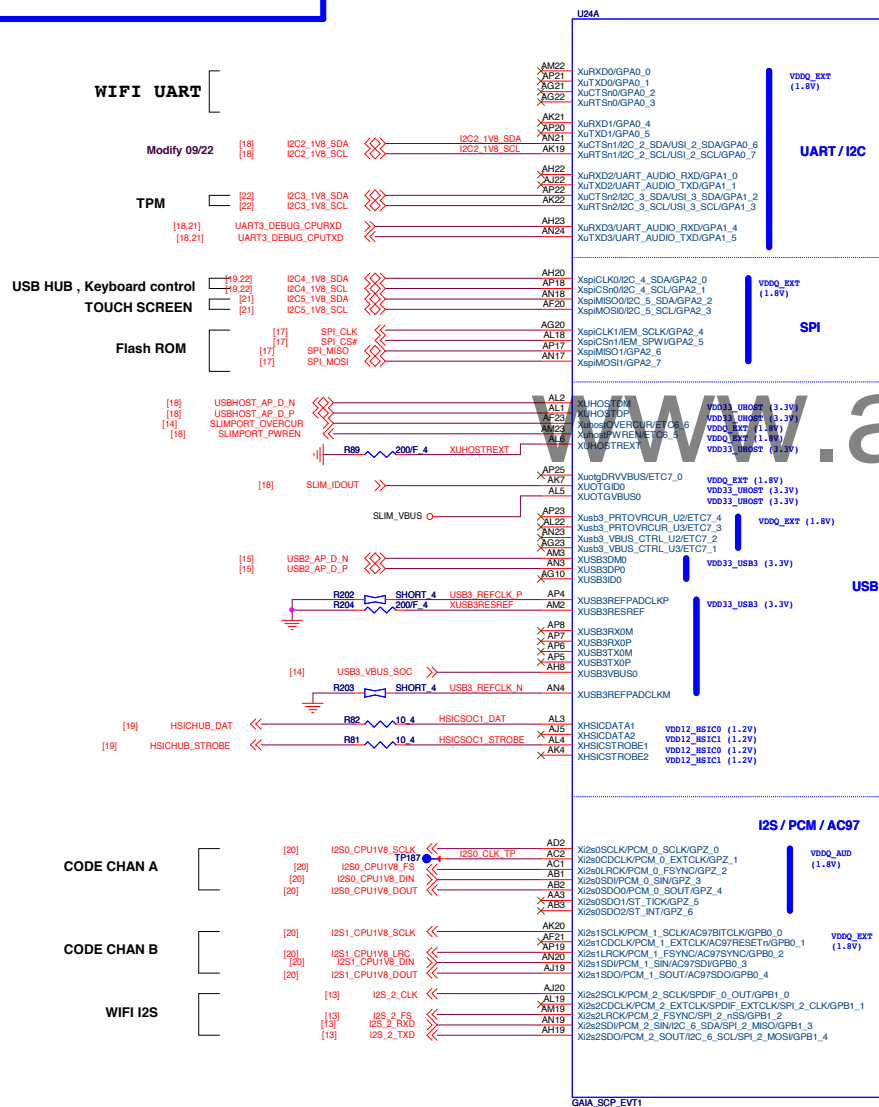 U24A
WIFI UART
AM22 XuRXD0/GPA0_0
AP21 XuTXD0/GPA0_1
AG21 XuCTSn0/GPA0_2
AG22 XuRTSn0/GPA0_3
VDDQ_EXT
(1.8V)
AK21 XuRXD1/GPA0_4
AP20 XuTXD1/GPA0_5
Modify 09/22
[18] I2C2_1V8_SDA I2C2_1V8_SDA AN21 XuCTSn1/I2C_2_SDA/USI_2_SDA/GPA0_6
[18] I2C2_1V8_SCL I2C2_1V8_SCL AK19 XuRTSn1/I2C_2_SCL/USI_2_SCL/GPA0_7
UART / I2C
AH22 XuRXD2/UART_AUDIO_RXD/GPA1_0
AJ22 XuTXD2/UART_AUDIO_TXD/GPA1_1
TPM
[22] I2C3_1V8_SDA AP22 XuCTSn2/I2C_3_SDA/USI_3_SDA/GPA1_2
[22] I2C3_1V8_SCL AK22 XuRTSn2/I2C_3_SCL/USI_3_SCL/GPA1_3
[18,21] UART3_DEBUG_CPURXD AH23 XuRXD3/UART_AUDIO_RXD/GPA1_4
[18,21] UART3_DEBUG_CPUTXD AN24 XuTXD3/UART_AUDIO_TXD/GPA1_5
USB HUB , Keyboard control
[19,22] I2C4_1V8_SDA AH20 XspiCLK0/I2C_4_SDA/GPA2_0
[19,22] I2C4_1V8_SCL AP18 XspiCSn0/I2C_4_SCL/GPA2_1
TOUCH SCREEN
[21] I2C5_1V8_SDA AN18 XspiMISO0/I2C_5_SDA/GPA2_2
[21] I2C5_1V8_SCL AF20 XspiMOSI0/I2C_5_SCL/GPA2_3
VDDQ_EXT
(1.8V)
SPI
Flash ROM
[17] SPI_CLK AG20 XspiCLK1/IEM_SCLK/GPA2_4
[17] SPI_CS# AL18 XspiCSn1/IEM_SPWI/GPA2_5
[17] SPI_MISO AP17 XspiMISO1/GPA2_6
[17] SPI_MOSI AN17 XspiMOSI1/GPA2_7
www.a
[18] USBHOST_AP_D_N AL2 XUHOSTDM VDD33_UHOST (3.3V)
[18] USBHOST_AP_D_P AL1 XUHOSTDP VDD33_UHOST (3.3V)
[14] SLIMPORT_OVERCUR AF23 XuhostOVERCUR/ETC6_6 VDDQ_EXT (1.8V)
[18] SLIMPORT_PWREN AM23 XuhostPWREN/ETC6_5 VDDQ_EXT (1.8V)
R89 200/F_4 XUHOSTREXT AL6 XUHOSTREXT VDD33_UHOST (3.3V)
AP25 XuotgDRVVBUS/ETC7_0 VDDQ_EXT (1.8V)
[18] SLIM_IDOUT AK7 XUOTGID0 VDD33_UHOST (3.3V)
SLIM_VBUS AL5 XUOTGVBUS0 VDD33_UHOST (3.3V)
AP23 Xusb3_PRTOVRCUR_U2/ETC7_4
AL22 Xusb3_PRTOVRCUR_U3/ETC7_3
AN23 Xusb3_VBUS_CTRL_U2/ETC7_2
AG23 Xusb3_VBUS_CTRL_U3/ETC7_1
VDDQ_EXT (1.8V)
[15] USB2_AP_D_N AM3 XUSB3DM0
[15] USB2_AP_D_P AN3 XUSB3DP0
AG10 XUSB3ID0
VDD33_USB3 (3.3V)
USB
R202 SHORT_4 USB3_REFCLK_P AP4 XUSB3REFPADCLKP
R204 200/F_4 XUSB3RESREF AM2 XUSB3RESREF
VDD33_USB3 (3.3V)
AP8 XUSB3RX0M
AP7 XUSB3RX0P
AP6 XUSB3TX0M
AP5 XUSB3TX0P
[14] USB3_VBUS_SOC AH8 XUSB3VBUS0
R203 SHORT_4 USB3_REFCLK_N AN4 XUSB3REFPADCLKM
[19] HSICHUB_DAT R82 10_4 HSICSOC1_DAT AL3 XHSICDATA1 VDD12_HSIC0 (1.2V)
AJ5 XHSICDATA2 VDD12_HSIC1 (1.2V)
[19] HSICHUB_STROBE R81 10_4 HSICSOC1_STROBE AL4 XHSICSTROBE1 VDD12_HSIC0 (1.2V)
AK4 XHSICSTROBE2 VDD12_HSIC1 (1.2V)
I2S / PCM / AC97
CODE CHAN A
[20] I2S0_CPU1V8_SCLK AD2 Xi2s0SCLK/PCM_0_SCLK/GPZ_0
TP187 I2S0_CLK_TP AC2 Xi2s0CDCLK/PCM_0_EXTCLK/GPZ_1
[20] I2S0_CPU1V8_FS AC1 Xi2s0LRCK/PCM_0_FSYNC/GPZ_2
[20] I2S0_CPU1V8_DIN AB1 Xi2s0SDI/PCM_0_SIN/GPZ_3
[20] I2S0_CPU1V8_DOUT AB2 Xi2s0SDO0/PCM_0_SOUT/GPZ_4
AA3 Xi2s0SDO1/ST_TICK/GPZ_5
AB3 Xi2s0SDO2/ST_INT/GPZ_6
VDDQ_AUD
(1.8V)
CODE CHAN B
[20] I2S1_CPU1V8_SCLK AK20 Xi2s1SCLK/PCM_1_SCLK/AC97BITCLK/GPB0_0
AF21 Xi2s1CDCLK/PCM_1_EXTCLK/AC97RESETn/GPB0_1
[20] I2S1_CPU1V8_LRC AP19 Xi2s1LRCK/PCM_1_FSYNC/AC97SYNC/GPB0_2
[20] I2S1_CPU1V8_DIN AN20 Xi2s1SDI/PCM_1_SIN/AC97SDI/GPB0_3
[20] I2S1_CPU1V8_DOUT AJ19 Xi2s1SDO/PCM_1_SOUT/AC97SDO/GPB0_4
VDDQ_EXT
(1.8V)
WIFI I2S
[13] I2S_2_CLK AJ20 Xi2s2SCLK/PCM_2_SCLK/SPDIF_0_OUT/GPB1_0
AL19 Xi2s2CDCLK/PCM_2_EXTCLK/SPDIF_EXTCLK/SPI_2_CLK/GPB1_1
[13] I2S_2_FS AM19 Xi2s2LRCK/PCM_2_FSYNC/SPI_2_nSS/GPB1_2
[13] I2S_2_RXD AN19 Xi2s2SDI/PCM_2_SIN/I2C_6_SDA/SPI_2_MISO/GPB1_3
[13] I2S_2_TXD AH19 Xi2s2SDO/PCM_2_SOUT/I2C_6_SCL/SPI_2_MOSI/GPB1_4
GAIA_SCP_EVT1